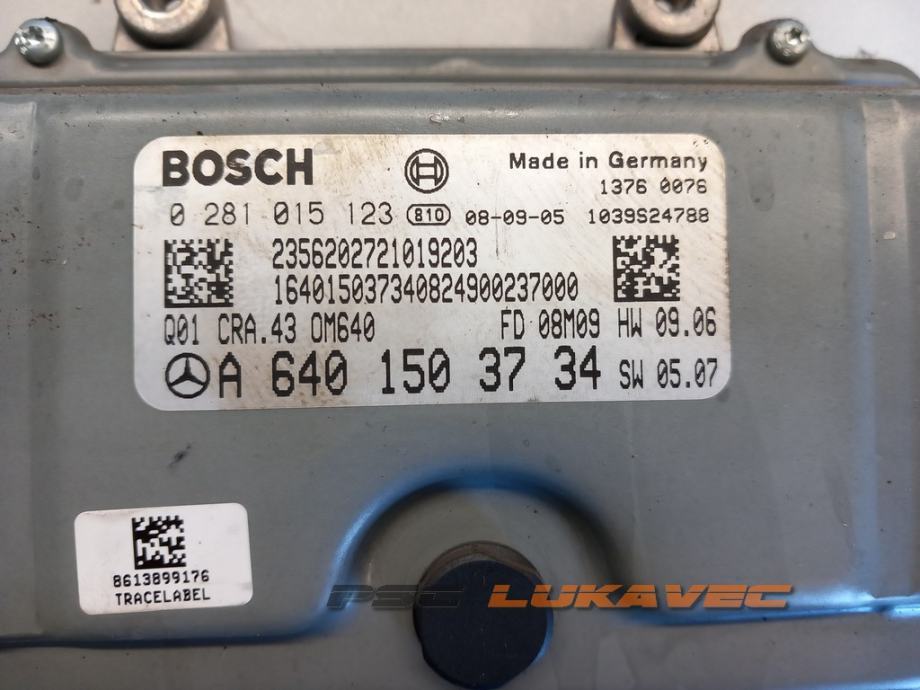 BOSCH
Made in Germany
1376 0076
0 281 015 123 810 08-09-05 1039S24788
2356202721019203
164015037340824900237000
Q01 CRA.43 OM640 FD 08M09 HW 09.06
A 640 150 37 34 SW 05.07
8613899176
TRACELABEL
PSC LUKAVEC